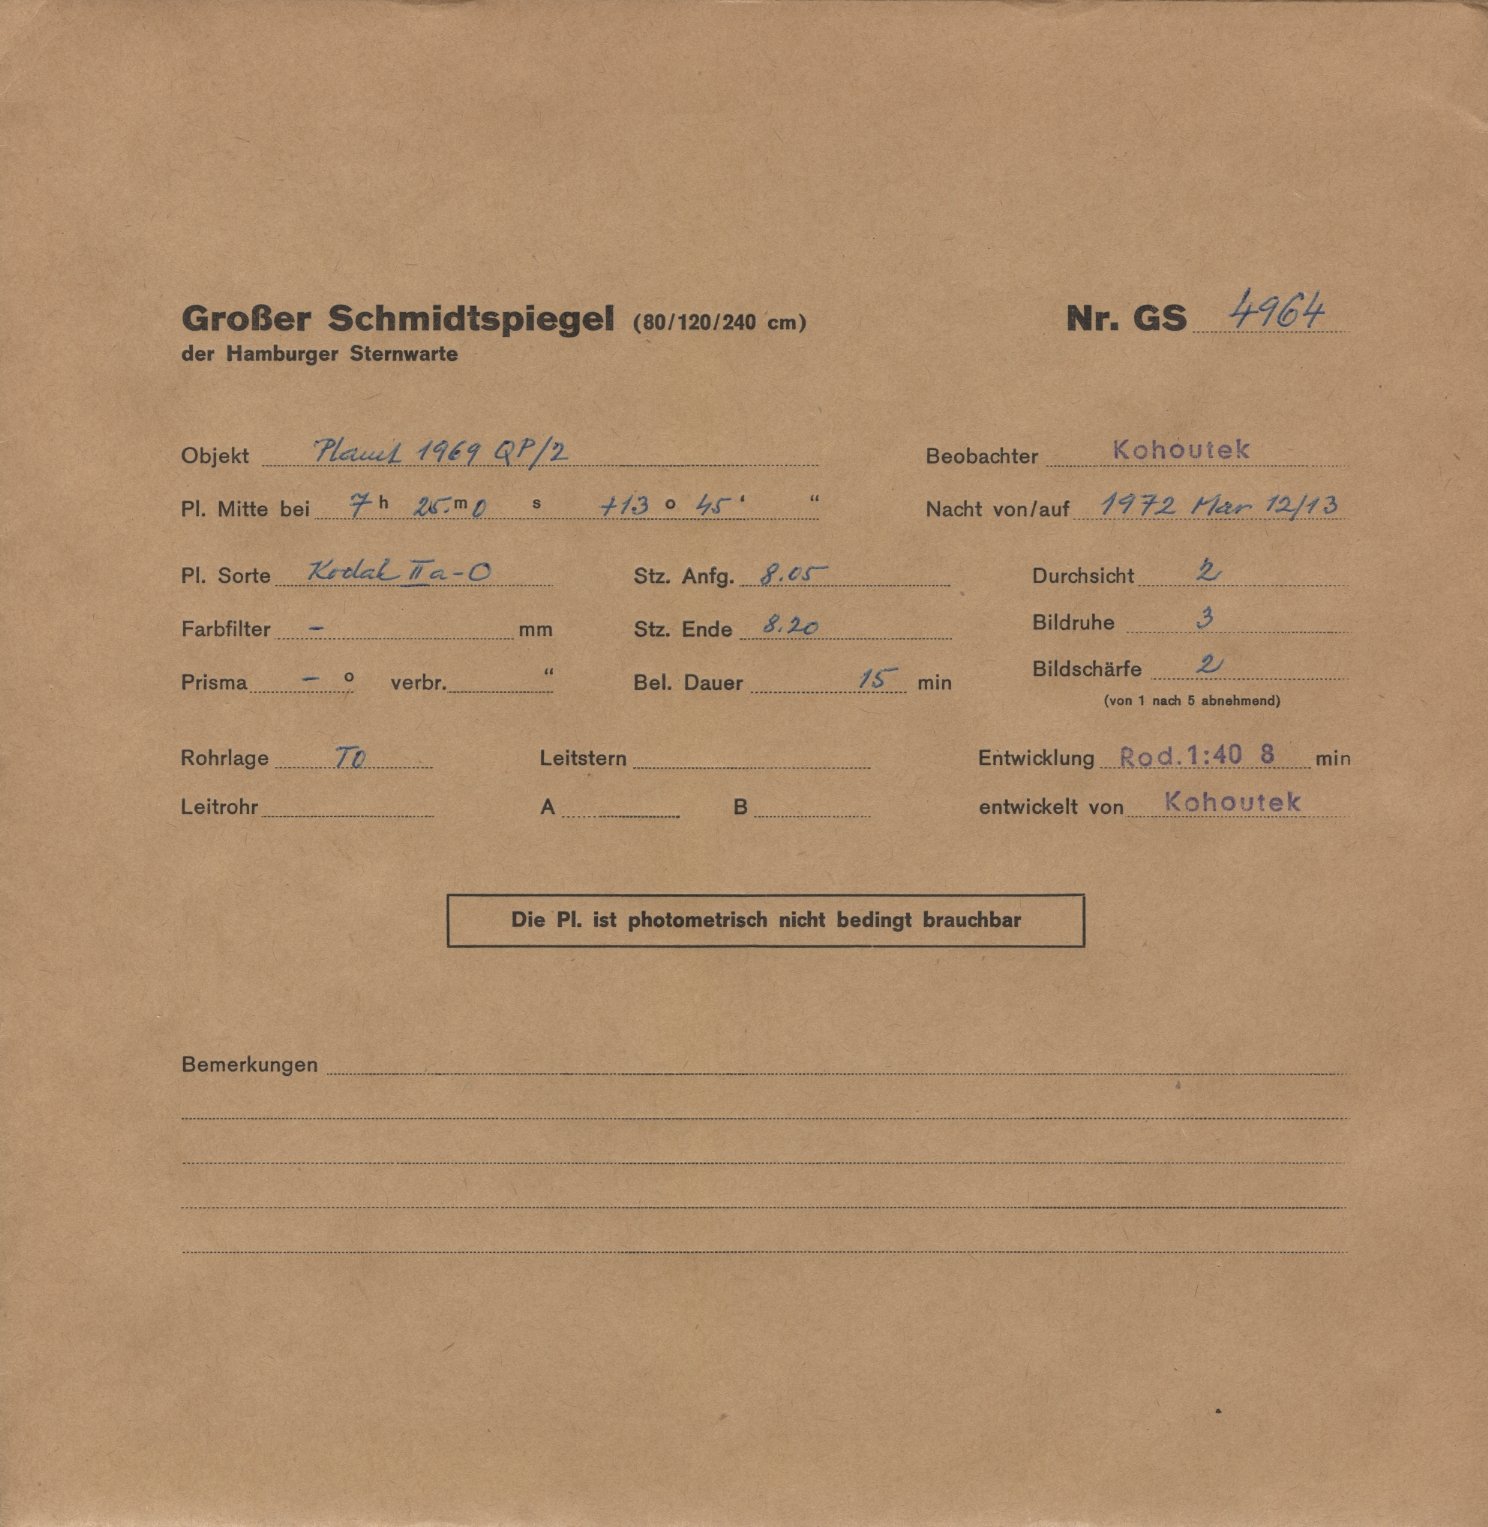 Großer Schmidtspiegel (80/120/240 cm) Nr. GS 4964
der Hamburger Sternwarte
Objekt Planet 1969 QP/2 Beobachter Kohoutek
Pl. Mitte bei 7 h 25. m 0 s +13 o 45 ‘ “ Nacht von/auf 1972 Mar 12/13
Pl. Sorte Kodak IIa-O Stz. Anfg. 8.05 Durchsicht 2
Farbfilter – mm Stz. Ende 8.20 Bildruhe 3
Prisma – o verbr. “ Bel. Dauer 15 min Bildschärfe 2
(von 1 nach 5 abnehmend)
Rohrlage TO Leitstern Entwicklung Rod. 1:40 8 min
Leitrohr A B entwickelt von Kohoutek
Die Pl. ist photometrisch nicht bedingt brauchbar
Bemerkungen